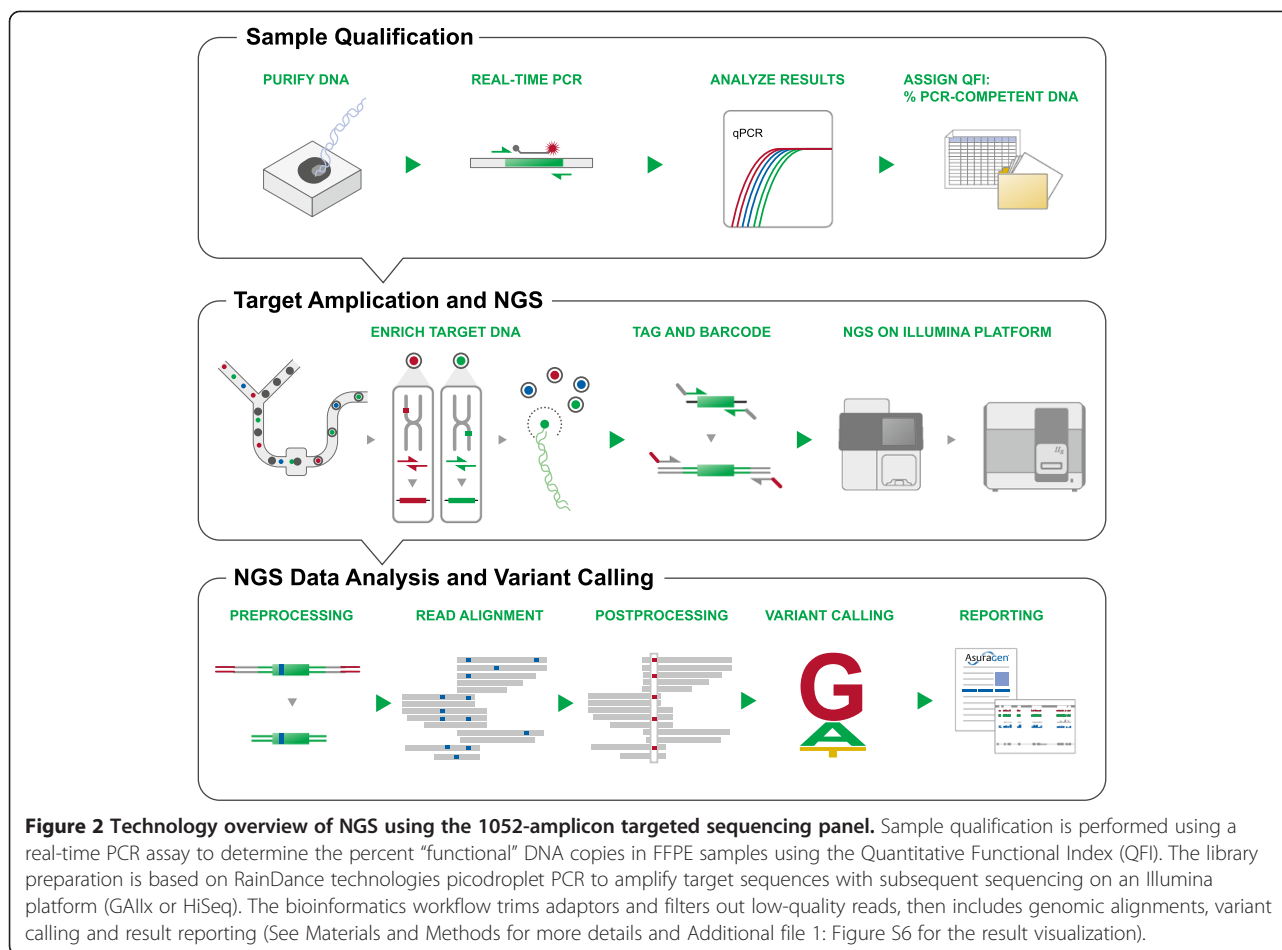 Sample Qualification
PURIFY DNA
REAL-TIME PCR
ANALYZE RESULTS
ASSIGN QFI:
% PCR-COMPETENT DNA
qPCR
Target Amplication and NGS
ENRICH TARGET DNA
TAG AND BARCODE
NGS ON ILLUMINA PLATFORM
NGS Data Analysis and Variant Calling
PREPROCESSING
READ ALIGNMENT
POSTPROCESSING
VARIANT CALLING
REPORTING
G
A
T
Asuragen
Figure 2 Technology overview of NGS using the 1052-amplicon targeted sequencing panel. Sample qualification is performed using a
real-time PCR assay to determine the percent “functional” DNA copies in FFPE samples using the Quantitative Functional Index (QFI). The library
preparation is based on RainDance technologies picodroplet PCR to amplify target sequences with subsequent sequencing on an Illumina
platform (GAIIx or HiSeq). The bioinformatics workflow trims adaptors and filters out low-quality reads, then includes genomic alignments, variant
calling and result reporting (See Materials and Methods for more details and Additional file 1: Figure S6 for the result visualization).